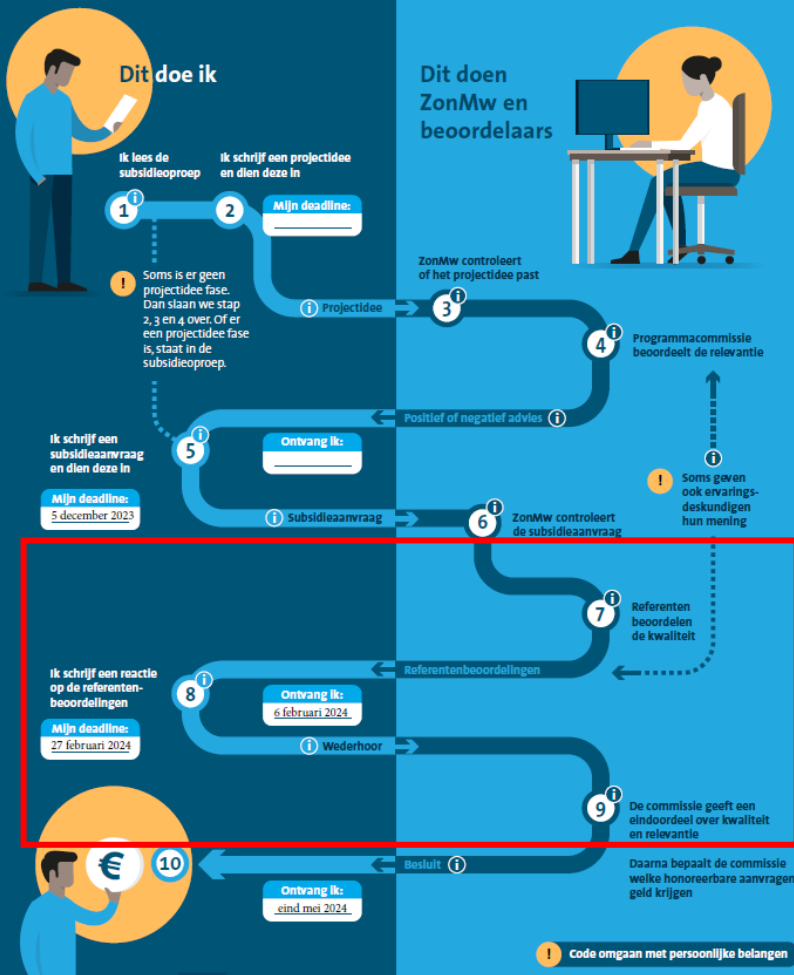 Dit doe ik
Dit doen
ZonMw en
beoordelaars
Ik lees de
subsidieoproep
Ik schrijf een projectidee
en dien deze in
1
i
2
Mijn deadline:
!
Soms is er geen
projectidee fase.
Dan slaan we stap
2, 3 en 4 over. Of er
een projectidee fase
is, staat in de
subsidieoproep.
i Projectidee
ZonMw controleert
of het projectidee past
3
i
4
i
Programmacommissie
beoordeelt de relevantie
Positief of negatief advies i
Ik schrijf een
subsidieaanvraag
en dien deze in
5
i
Ontvang ik:
Mijn deadline:
5 december 2023
i Subsidieaanvraag
6
i
ZonMw controleert
de subsidieaanvraag
i
!
Soms geven
ook ervarings-
deskundigen
hun mening
7
i
Referenten
beoordelen
de kwaliteit
Referentenbeoordelingen
Ik schrijf een reactie
op de referenten-
beoordelingen
8
i
Ontvang ik:
6 februari 2024
Mijn deadline:
27 februari 2024
i Wederhoor
9
i
De commissie geeft een
eindoordeel over kwaliteit
en relevantie
Daarna bepaalt de commissie
welke honoreerbare aanvragen
geld krijgen
Besluit i
€
10
Ontvang ik:
eind mei 2024
! Code omgaan met persoonlijke belangen